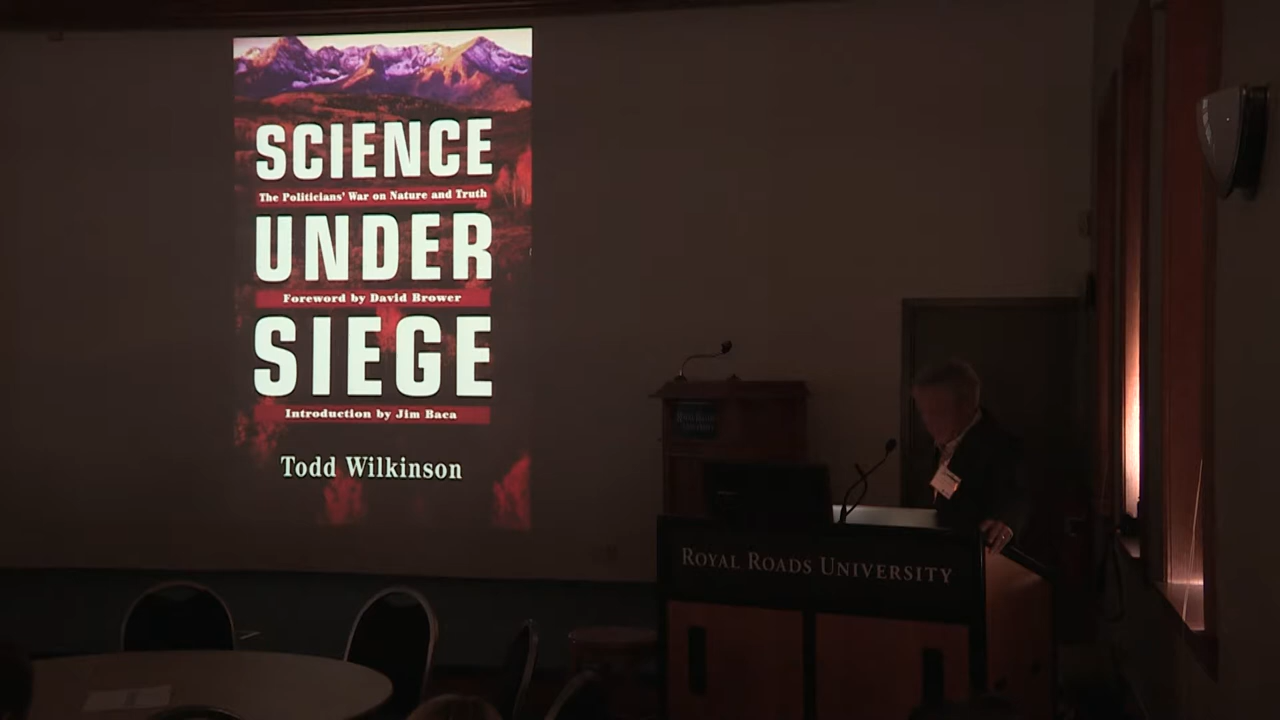 SCIENCE
The Politicians' War on Nature and Truth
UNDER
Foreword by David Brower
SIEGE
Introduction by Jim Baca
Todd Wilkinson
ROYAL ROADS UNIVERSITY